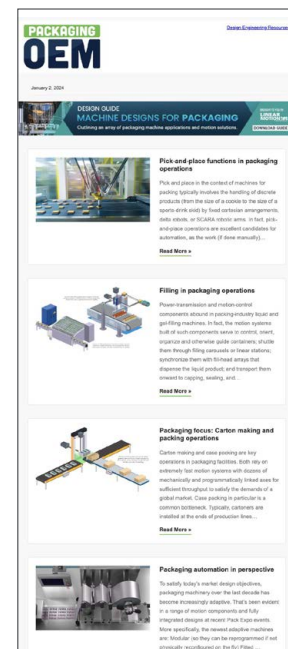 PACKAGING
OEM
Design Engineering Resources
January 2, 2024
DESIGN GUIDE
MACHINE DESIGNS FOR PACKAGING
Outlining an array of packaging machine applications and motion solutions.
LINEAR
MOTION
DOWNLOAD GUIDE
Pick-and-place functions in packaging
operations
Pick and place in the context of machines for
packing typically involves the handling of discrete
products (from the size of a cookie to the size of a
sports-drink skid) by fixed cartesian arrangements,
delta robots, or SCARA robotic arms. In fact, pick-
and-place operations are excellent candidates for
automation, as the work (if done manually)…
Read More »
Filling in packaging operations
Power-transmission and motion-control
components abound in packing-industry liquid and
gel-filling machines. In fact, the motion systems
built of such components serve to control, orient,
organize and otherwise guide containers; shuttle
them through filling carousels or linear stations;
synchronize them with fill-head arrays that
dispense the liquid product; and transport them
onward to capping, sealing, and…
Read More »
Packaging focus: Carton making and
packing operations
Carton making and case packing are key
operations in packaging facilities. Both rely on
extremely fast motion systems with dozens of
mechanically and programmatically linked axes for
sufficient throughput to satisfy the demands of a
global market. Case packing in particular is a
common bottleneck. Typically, cartoners are
installed at the ends of production lines…
Read More »
Packaging automation in perspective
To satisfy today's market design objectives,
packaging machinery over the last decade has
become increasingly adaptive. That's been evident
in a range of motion components and fully
integrated designs at recent Pack Expo events.
More specifically, the newest adaptive machines
are: Modular (so they can be reprogrammed if not
physically reconfigured on the fly) Fitted …